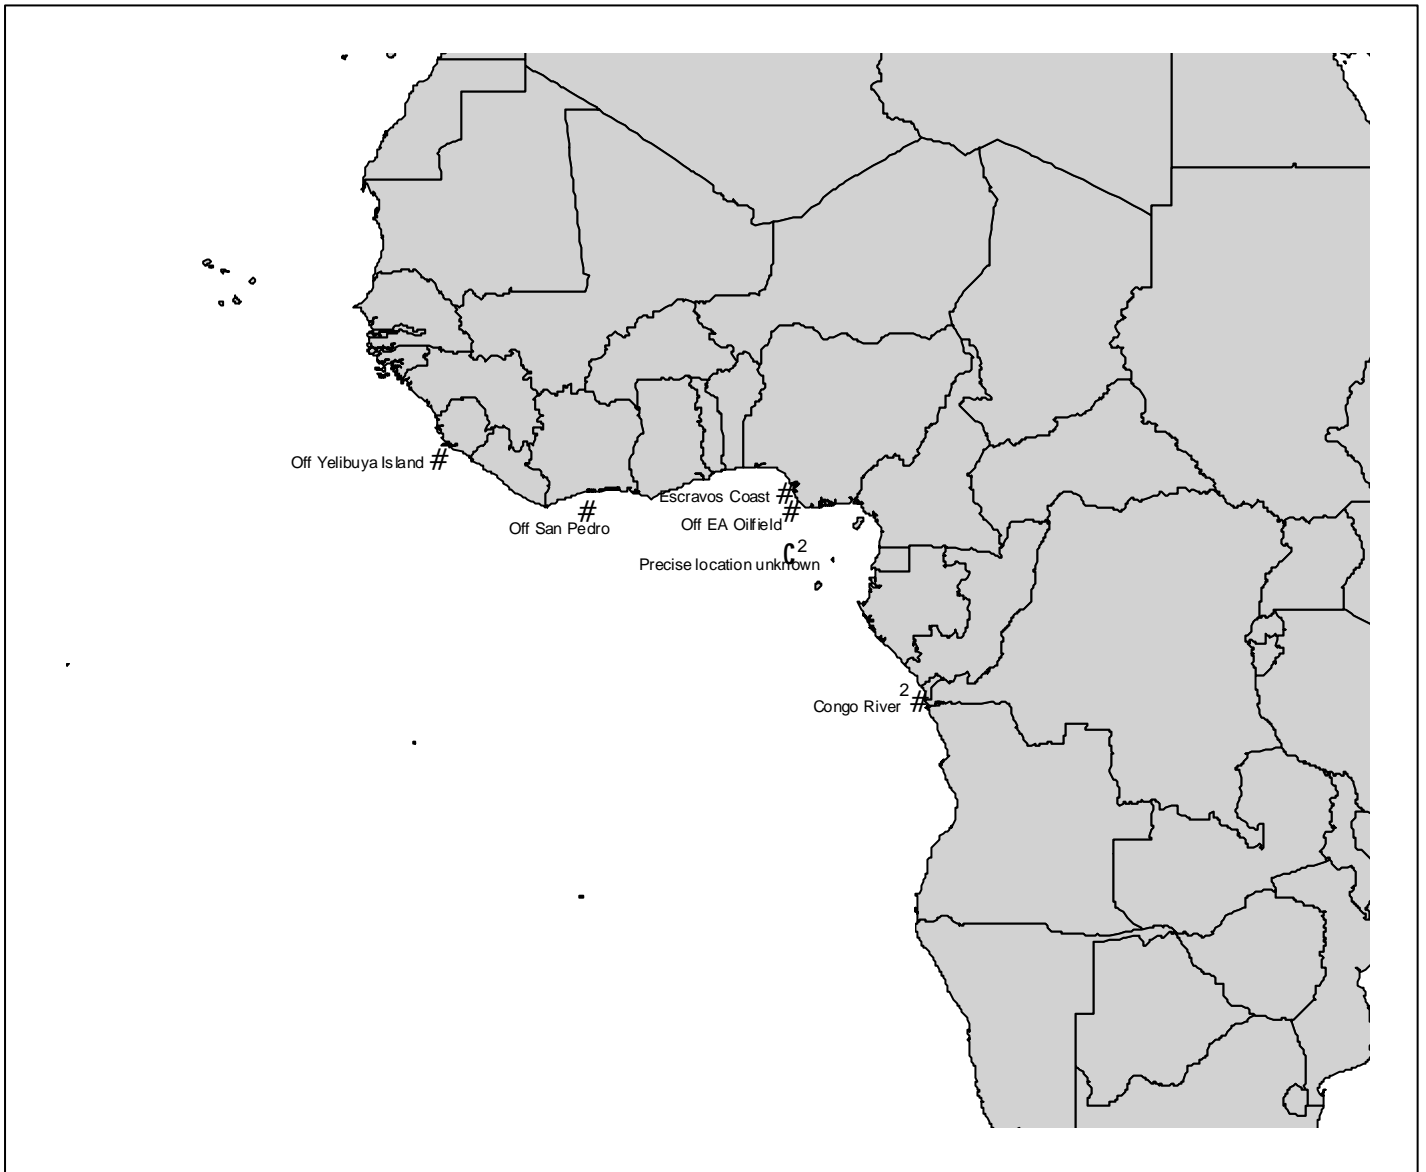 Off Yelibuya Island #
Escravos Coast #
Off San Pedro #
Off EA Oilfield #
C 2
Precise location unknown
2
Congo River #